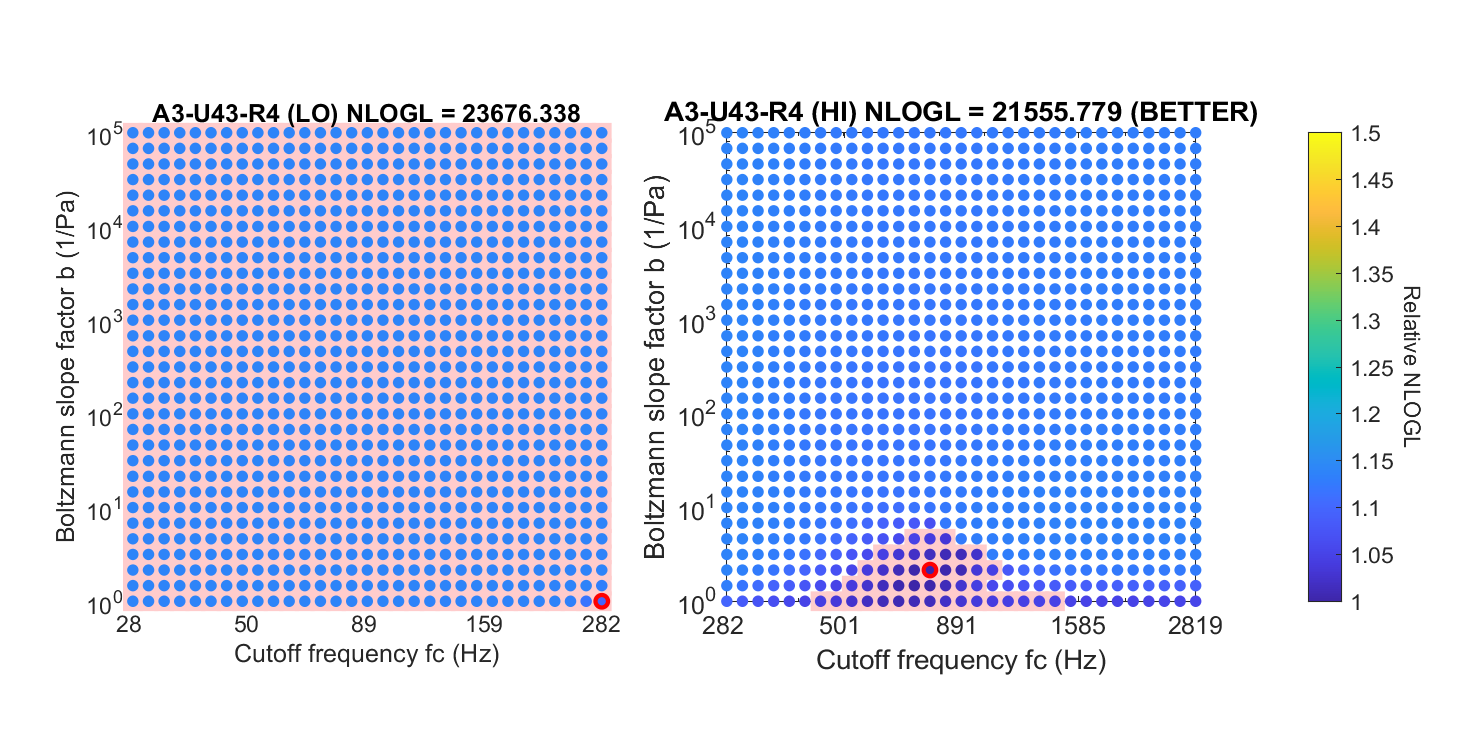 A3-U43-R4 (LO) NLOGL = 23676.338
Boltzmann slope factor b (1/Pa)
10^5
10^4
10^3
10^2
10^1
10^0
28 50 89 159 282
Cutoff frequency fc (Hz)
A3-U43-R4 (HI) NLOGL = 21555.779 (BETTER)
Boltzmann slope factor b (1/Pa)
10^5
10^4
10^3
10^2
10^1
10^0
282 501 891 1585 2819
Cutoff frequency fc (Hz)
1.5
1.45
1.4
1.35
1.3
1.25
1.2
1.15
1.1
1.05
1
Relative NLOGL